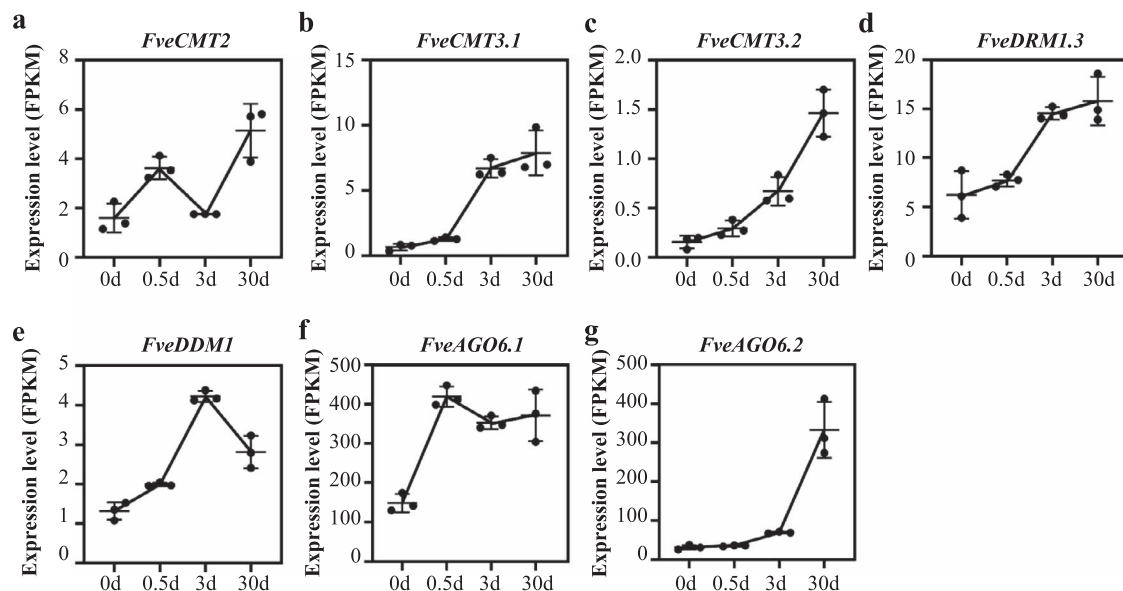 a
FveCMT2
Expression level (FPKM)
8
6
4
2
0
0d 0.5d 3d 30d
b
FveCMT3.1
Expression level (FPKM)
15
10
5
0
0d 0.5d 3d 30d
c
FveCMT3.2
Expression level (FPKM)
2.0
1.5
1.0
0.5
0.0
0d 0.5d 3d 30d
d
FveDRM1.3
Expression level (FPKM)
20
15
10
5
0
0d 0.5d 3d 30d
e
FveDDM1
Expression level (FPKM)
5
4
3
2
1
0
0d 0.5d 3d 30d
f
FveAGO6.1
Expression level (FPKM)
500
400
300
200
100
0
0d 0.5d 3d 30d
g
FveAGO6.2
Expression level (FPKM)
500
400
300
200
100
0
0d 0.5d 3d 30d